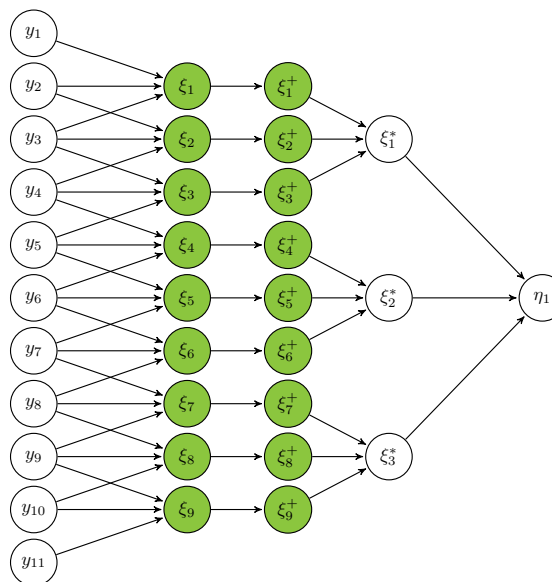 y₁
y₂
y₃
y₄
y₅
y₆
y₇
y₈
y₉
y₁₀
y₁₁
ξ₁
ξ₂
ξ₃
ξ₄
ξ₅
ξ₆
ξ₇
ξ₈
ξ₉
ξ₁⁺
ξ₂⁺
ξ₃⁺
ξ₄⁺
ξ₅⁺
ξ₆⁺
ξ₇⁺
ξ₈⁺
ξ₉⁺
ξ₁*
ξ₂*
ξ₃*
η₁